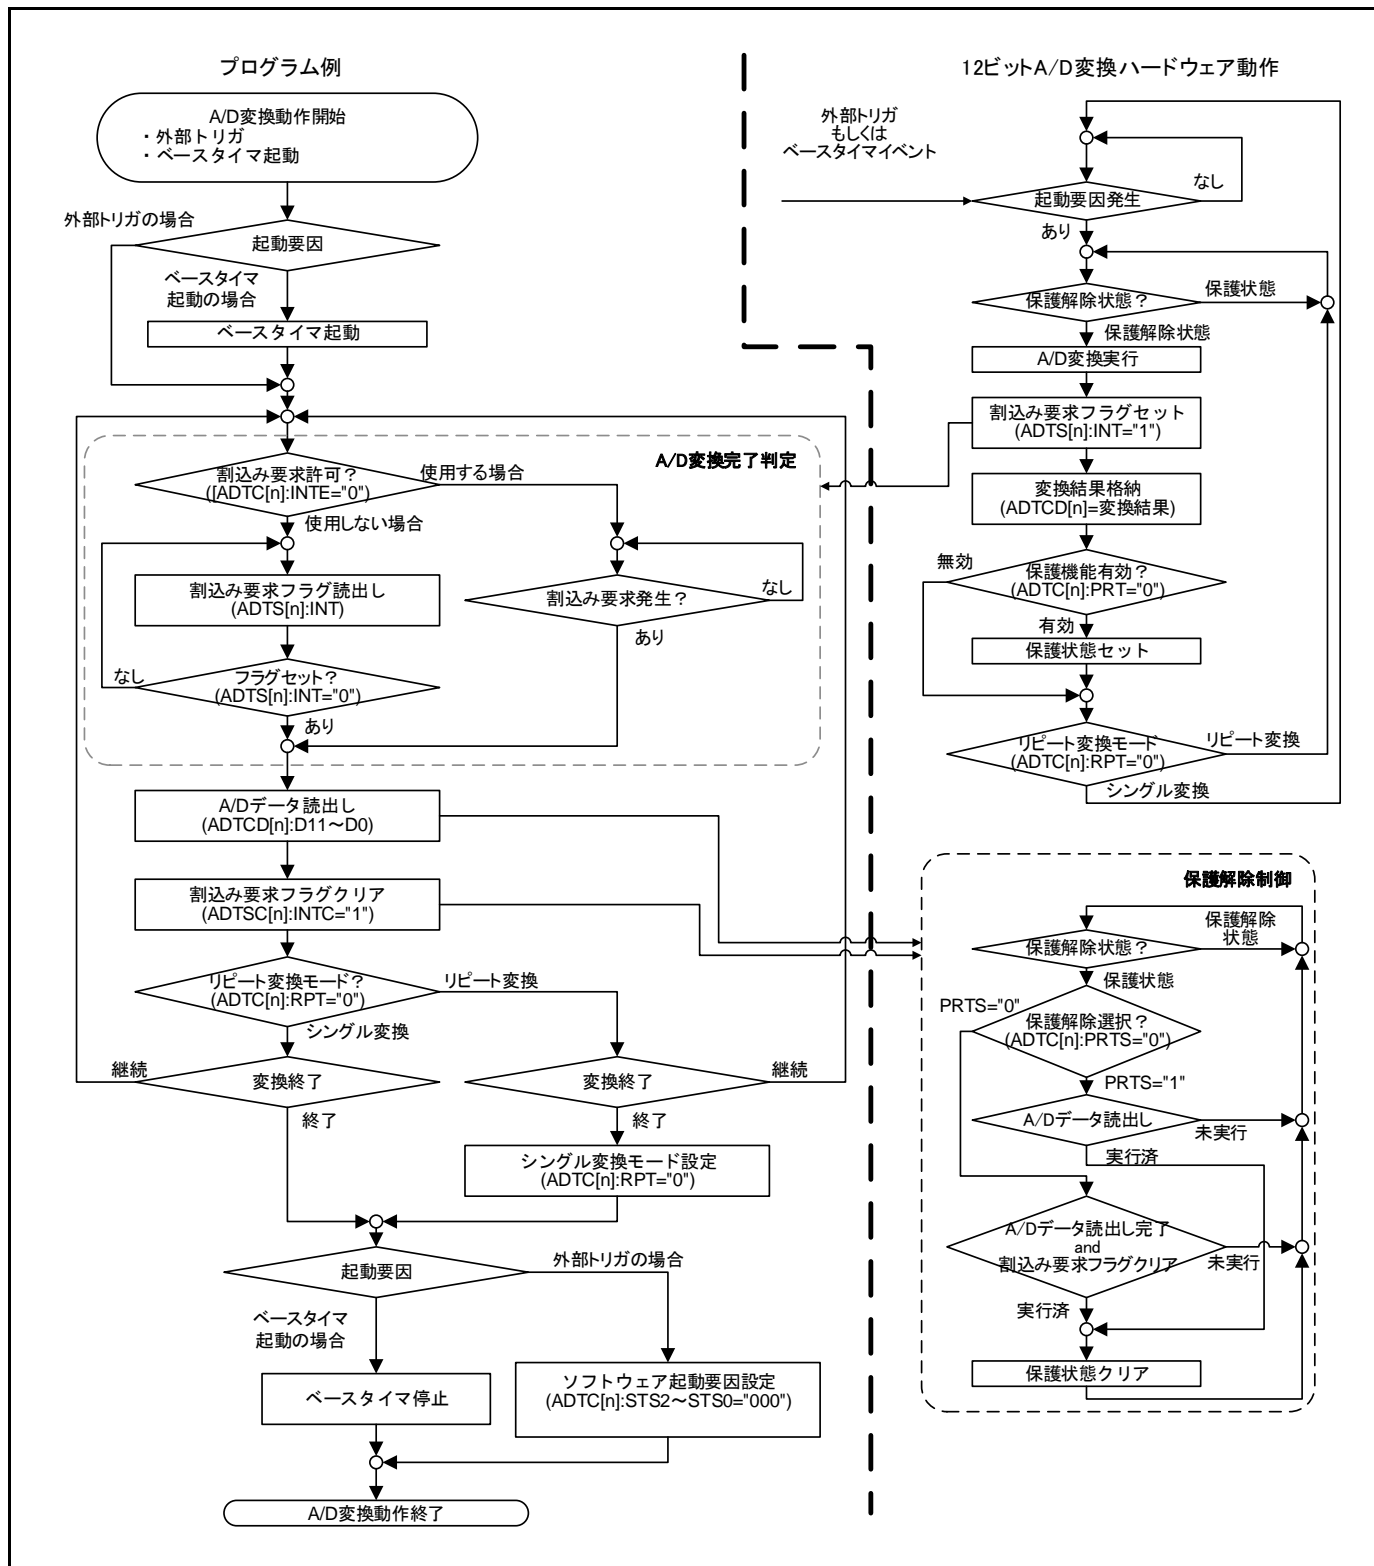 プログラム例
A/D変換動作開始
・外部トリガ
・ベースタイマ起動
外部トリガの場合
起動要因
ベースタイマ
起動の場合
ベースタイマ起動
A/D変換完了判定
割込み要求許可?
([ADTC[n]:INTE="0")
使用する場合
使用しない場合
割込み要求フラグ読出し
(ADTS[n]:INT)
割込み要求発生?
なし
あり
なし
フラグセット?
(ADTS[n]:INT="0")
あり
A/Dデータ読出し
(ADTCD[n]:D11~D0)
割込み要求フラグクリア
(ADTSC[n]:INTC="1")
リピート変換モード?
(ADTC[n]:RPT="0")
リピート変換
シングル変換
継続
変換終了
変換終了
継続
終了
終了
シングル変換モード設定
(ADTC[n]:RPT="0")
起動要因
外部トリガの場合
ベースタイマ
起動の場合
ベースタイマ停止
ソフトウェア起動要因設定
(ADTC[n]:STS2~STS0="000")
A/D変換動作終了
12ビットA/D変換ハードウェア動作
外部トリガ
もしくは
ベースタイマイベント
起動要因発生
なし
あり
保護解除状態?
保護状態
保護解除状態
A/D変換実行
割込み要求フラグセット
(ADTS[n]:INT="1")
変換結果格納
(ADTCD[n]=変換結果)
無効
保護機能有効?
(ADTC[n]:PRT="0")
有効
保護状態セット
リピート変換モード
(ADTC[n]:RPT="0")
リピート変換
シングル変換
保護解除制御
保護解除状態?
保護解除
状態
保護状態
PRTS="0"
保護解除選択?
(ADTC[n]:PRTS="0")
PRTS="1"
A/Dデータ読出し
未実行
実行済
A/Dデータ読出し完了
and
割込み要求フラグクリア
未実行
実行済
保護状態クリア